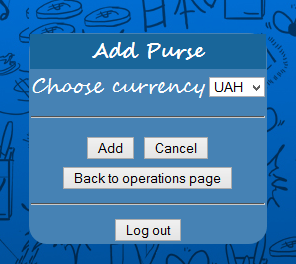 Add Purse
Choose currency UAH
Add Cancel
Back to operations page
Log out